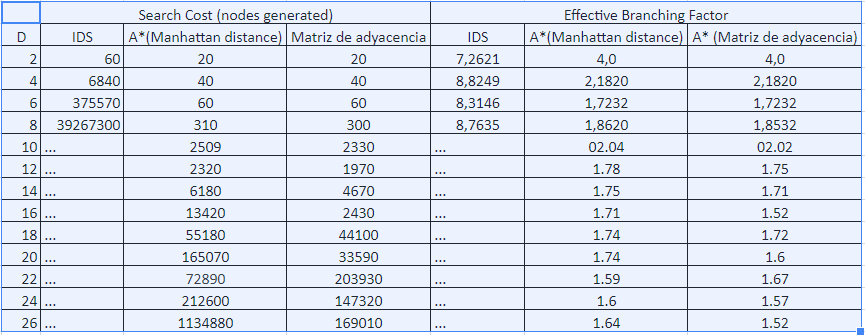 Search Cost (nodes generated) Effective Branching Factor
D IDS A*(Manhattan distance) Matriz de adyacencia IDS A*(Manhattan distance) A* (Matriz de adyacencia)
2 60 20 20 7,2621 4,0 4,0
4 6840 40 40 8,8249 2,1820 2,1820
6 375570 60 60 8,3146 1,7232 1,7232
8 39267300 310 300 8,7635 1,8620 1,8532
10 ... 2509 2330 ... 02.04 02.02
12 ... 2320 1970 ... 1.78 1.75
14 ... 6180 4670 ... 1.75 1.71
16 ... 13420 2430 ... 1.71 1.52
18 ... 55180 44100 ... 1.74 1.72
20 ... 165070 33590 ... 1.74 1.6
22 ... 72890 203930 ... 1.59 1.67
24 ... 212600 147320 ... 1.6 1.57
26 ... 1134880 169010 ... 1.64 1.52